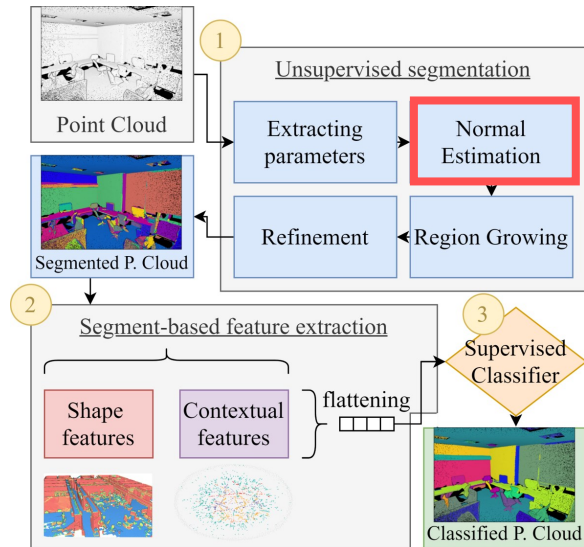 1
Unsupervised segmentation
Point Cloud
Extracting
parameters
Normal
Estimation
Segmented P. Cloud
Refinement
Region Growing
2
Segment-based feature extraction
3
Supervised
Classifier
Shape
features
Contextual
features
flattening
Classified P. Cloud